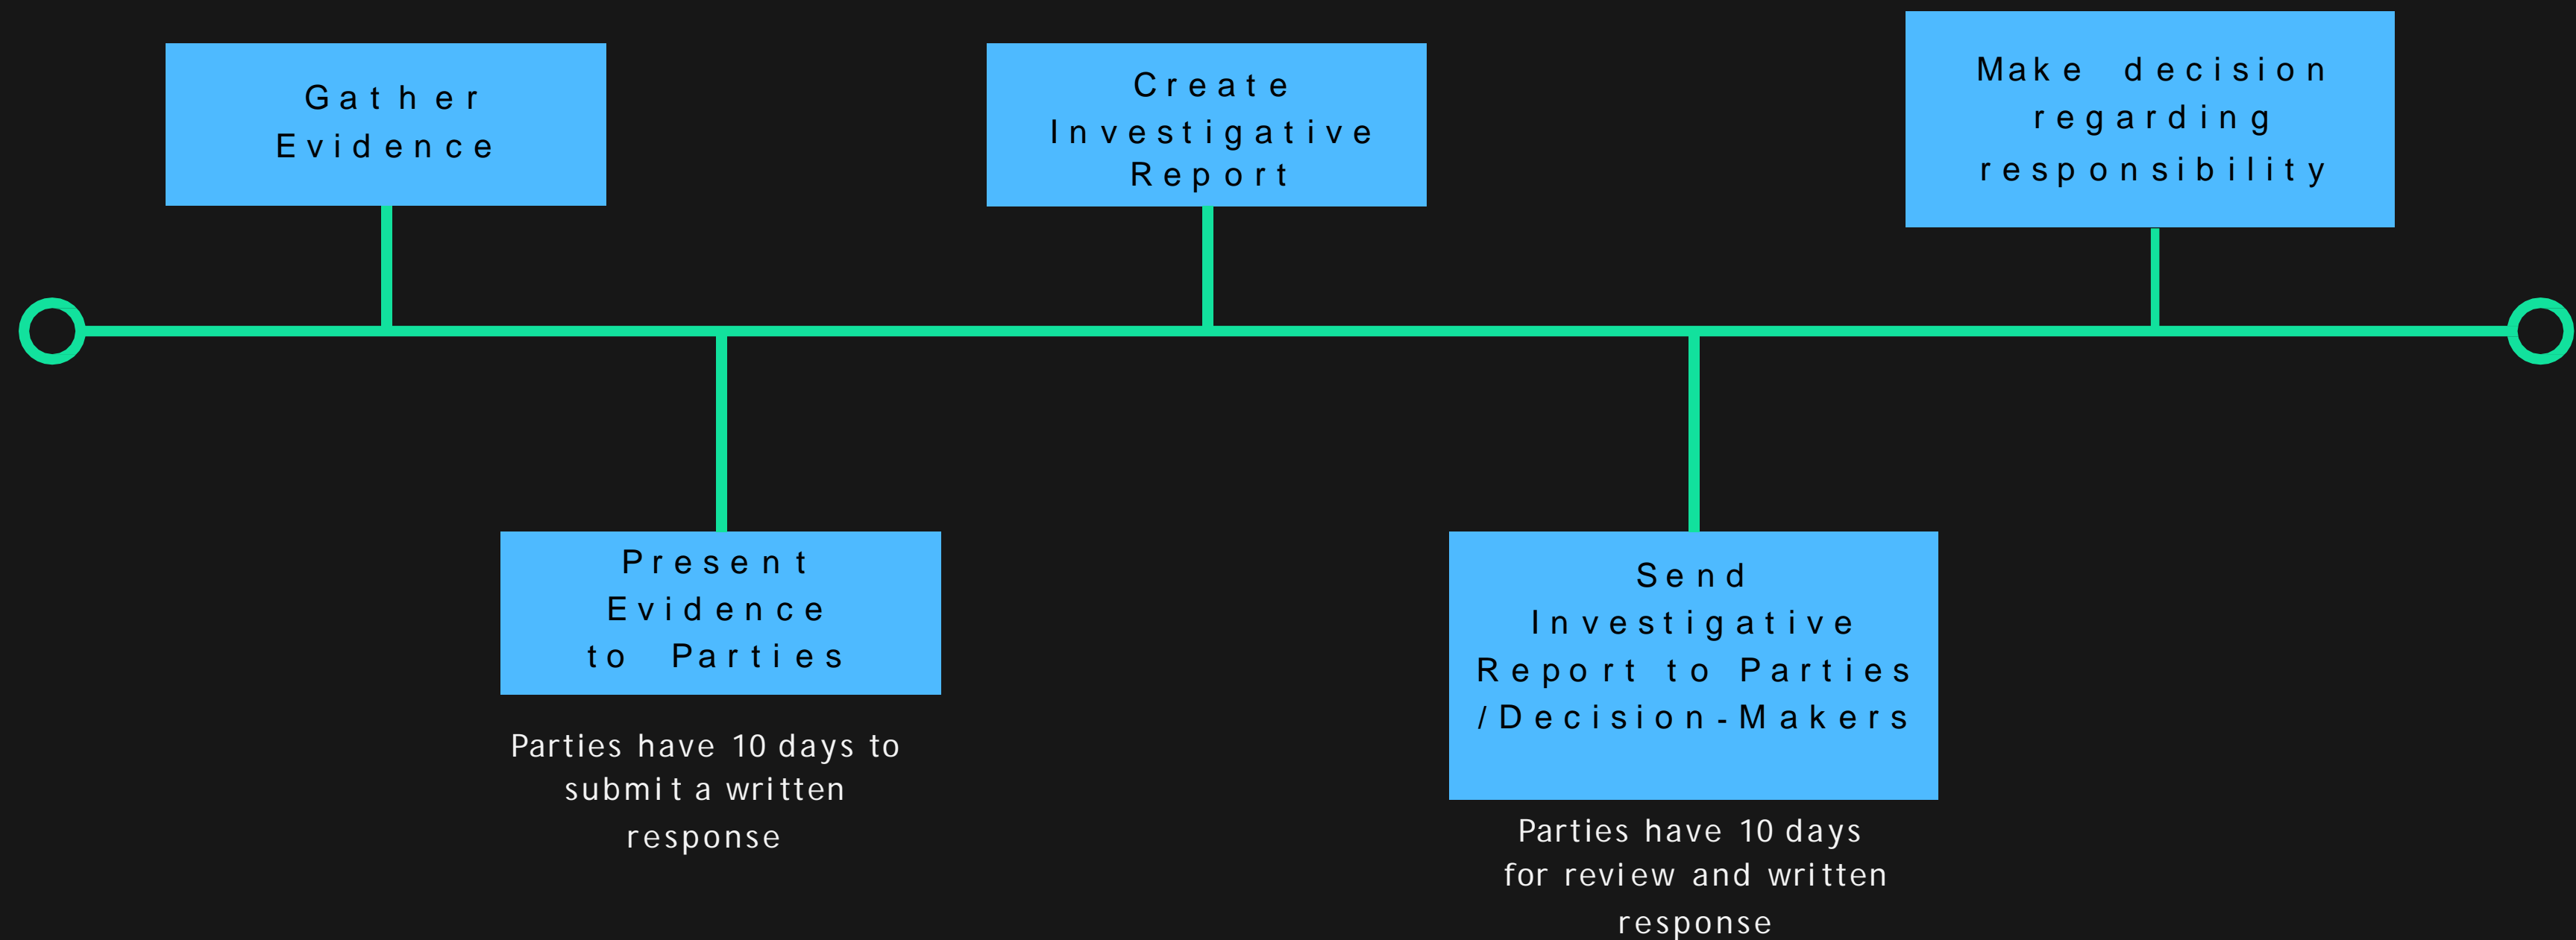 Gather
Evidence
Present
Evidence
to Parties
Parties have 10 days to
submit a written
response
Create
Investigative
Report
Send
Investigative
Report to Parties
/Decision-Makers
Parties have 10 days
for review and written
response
Make decision
regarding
responsibility